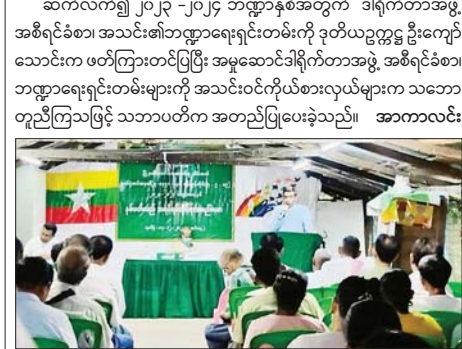 ဆက်လက်၍ ၂၀၂၃ -၂၀၂၄ ဘဏ္ဍာနှစ်အတွက် ဒါရိုက်တာအဖွဲ့
အစီရင်ခံစာ၊ အသင်း၏ဘဏ္ဍာရေးရှင်းတမ်းကို ဒုတိယဥက္ကဋ္ဌ ဦးကျော်
သောင်းက ဖတ်ကြားတင်ပြပြီး အမှုဆောင်ဒါရိုက်တာအဖွဲ့ အစီရင်ခံစာ၊
ဘဏ္ဍာရေးရှင်းတမ်းများကို အသင်းဝင်ကိုယ်စားလှယ်များက သဘော
တူညီကြသဖြင့် သဘာပတိက အတည်ပြုပေးခဲ့သည်။ အာကာလင်း